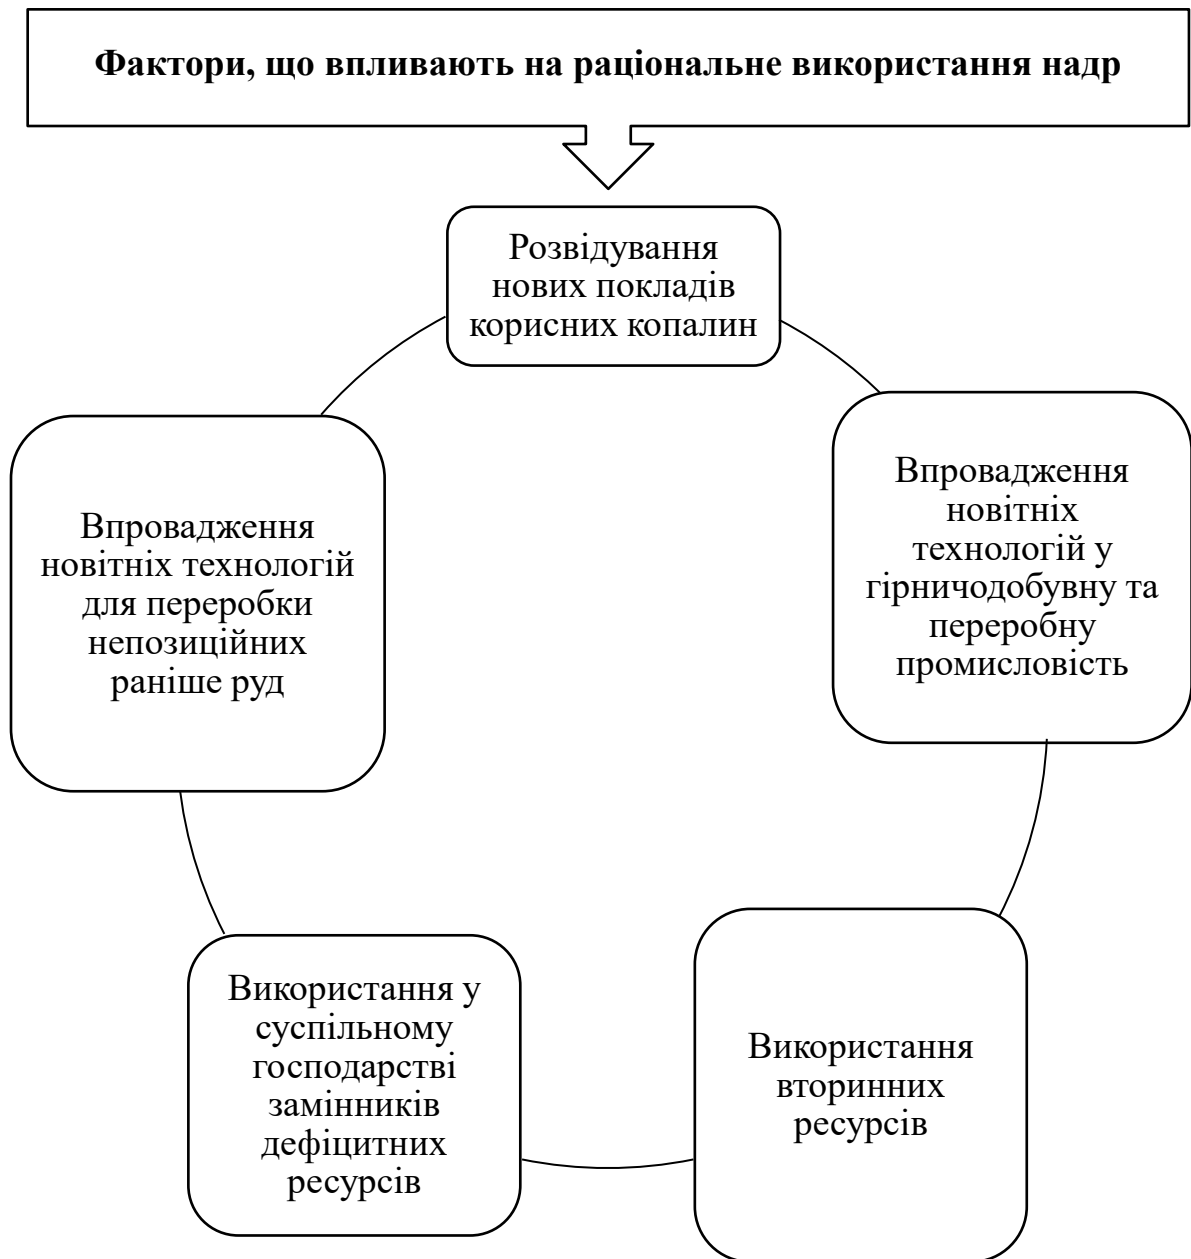 Фактори, що впливають на раціональне використання надр
Розвідування
нових покладів
корисних копалин
Впровадження
новітніх
технологій у
гірничодобувну та
переробну
промисловість
Використання
вторинних
ресурсів
Використання у
суспільному
господарстві
замінників
дефіцитних
ресурсів
Впровадження
новітніх технологій
для переробки
непозиційних
раніше руд